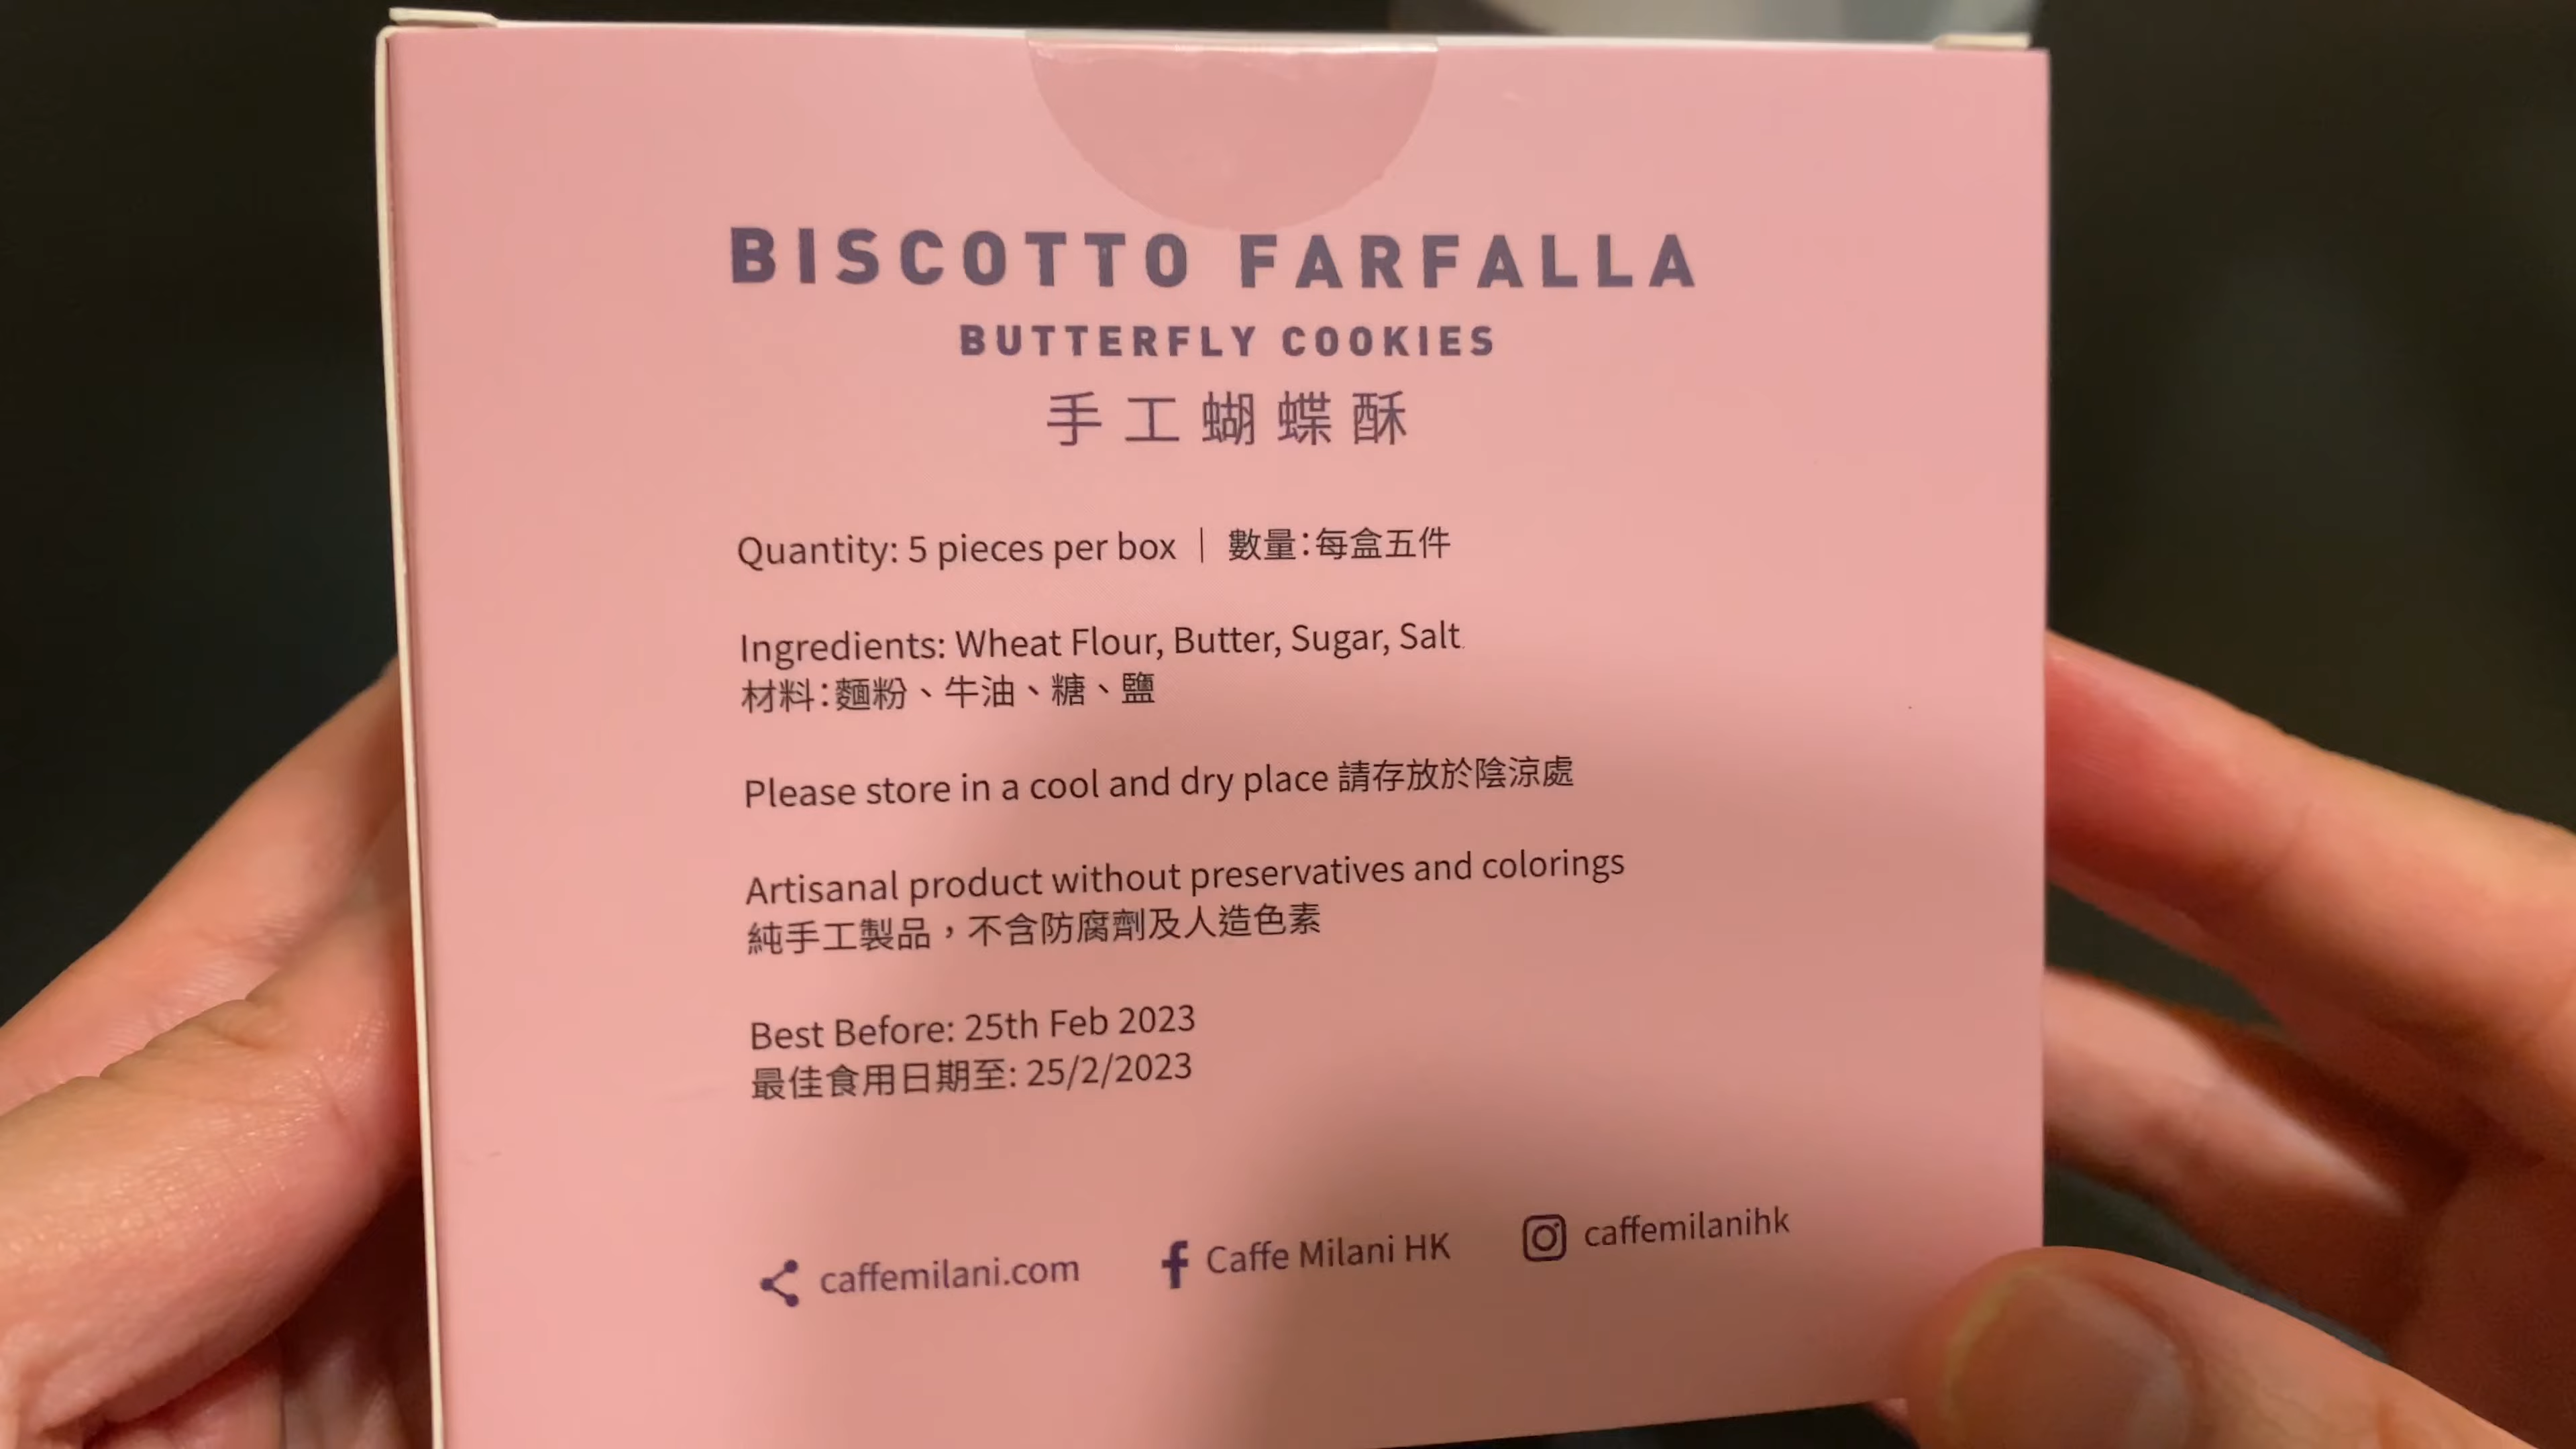 BISCOTTO FARFALLA
BUTTERFLY COOKIES
手工蝴蝶酥
Quantity: 5 pieces per box | 數量：每盒五件
Ingredients: Wheat Flour, Butter, Sugar, Salt
材料：麵粉、牛油、糖、鹽
Please store in a cool and dry place 請存放於陰涼處
Artisanal product without preservatives and colorings
純手工製品，不含防腐劑及人造色素
Best Before: 25th Feb 2023
最佳食用日期至: 25/2/2023
caffemilani.com Caffe Milani HK caffemilanihk